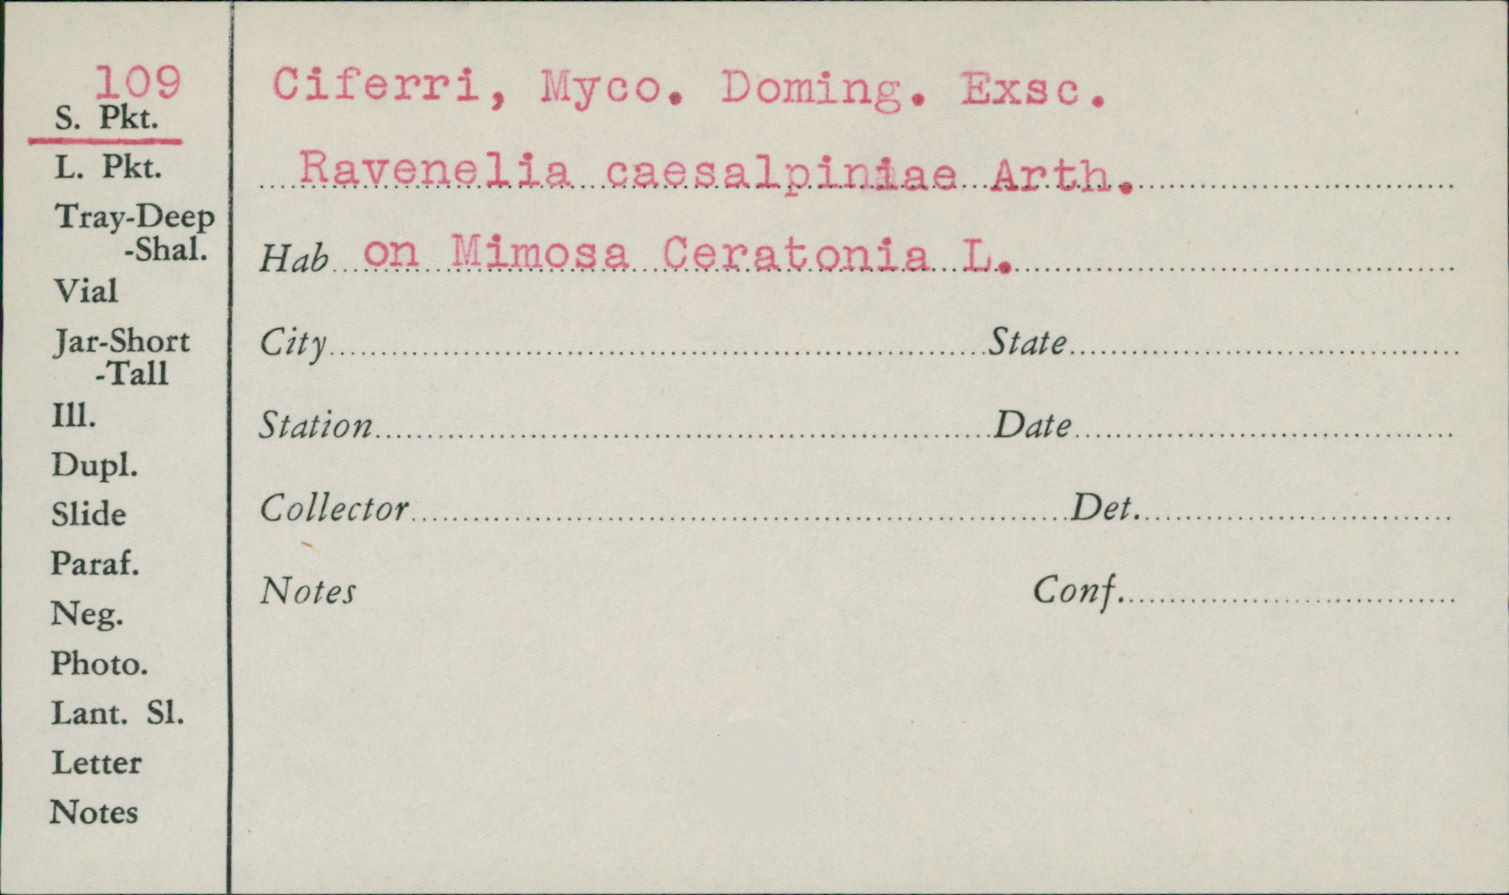 109
S. Pkt.
L. Pkt.
Tray-Deep
-Shal.
Vial
Jar-Short
-Tall
Ill.
Dupl.
Slide
Paraf.
Neg.
Photo.
Lant. Sl.
Letter
Notes
Ciferri, Myco. Doming. Exsc.
Ravenelia caesalpiniae Arth.
Hab on Mimosa Ceratonia L.
City State
Station Date
Collector Det.
Notes Conf.